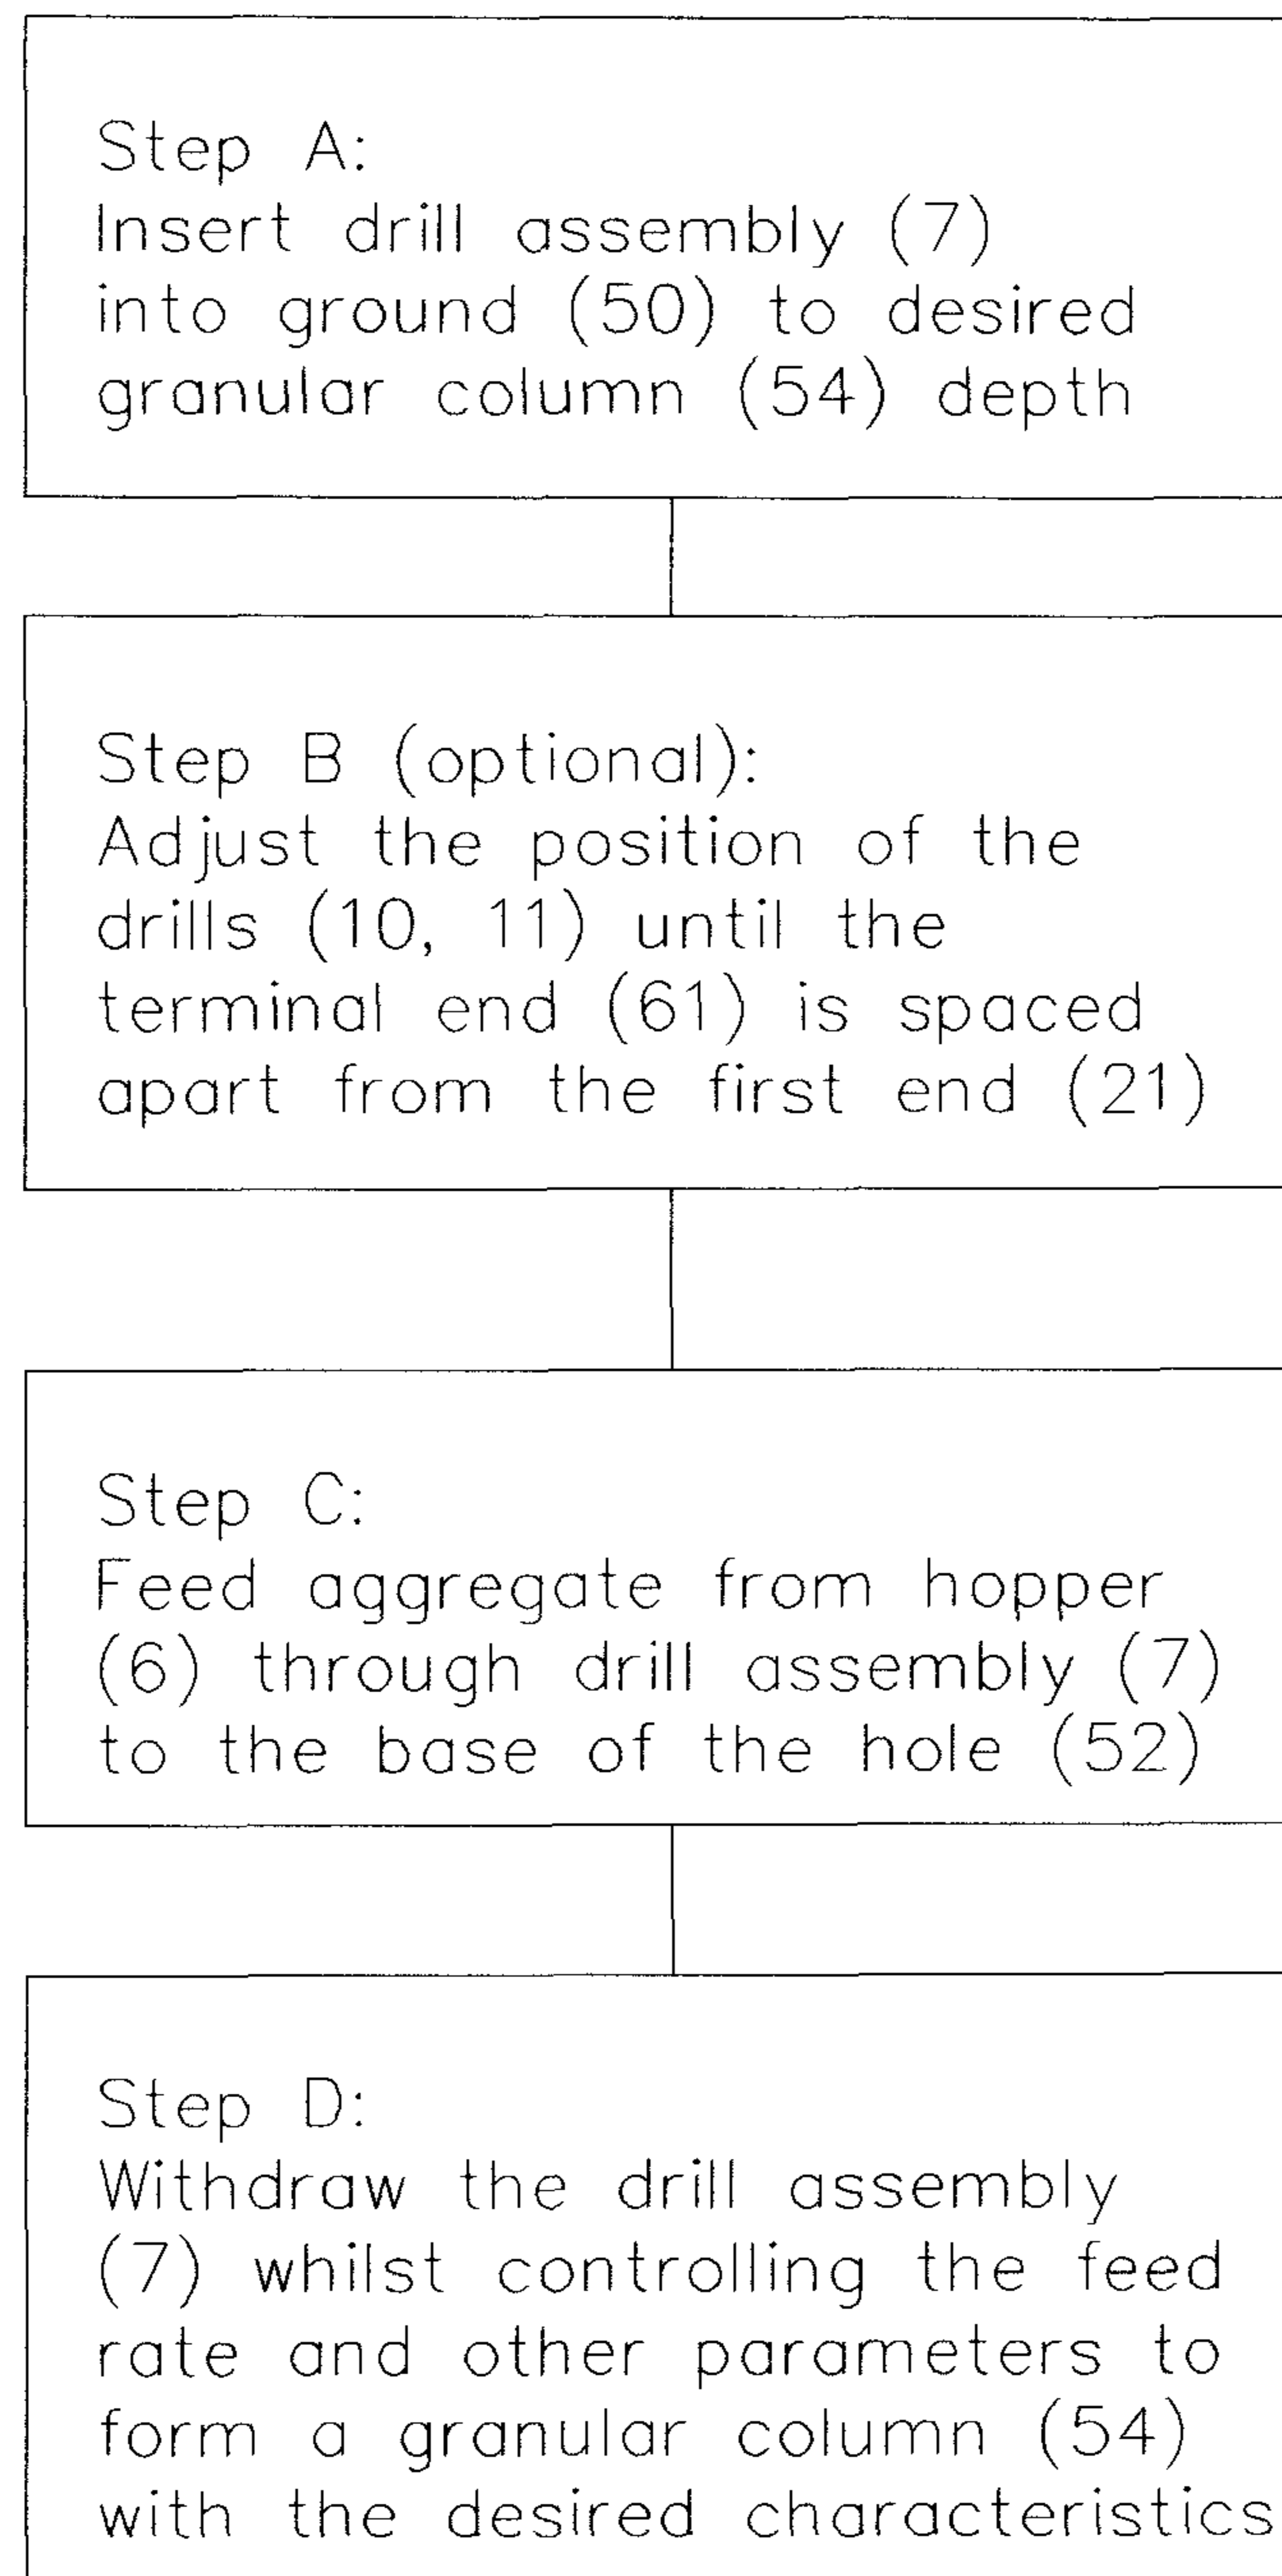 Step A:
Insert drill assembly (7)
into ground (50) to desired
granular column (54) depth
Step B (optional):
Adjust the position of the
drills (10, 11) until the
terminal end (61) is spaced
apart from the first end (21)
Step C:
Feed aggregate from hopper
(6) through drill assembly (7)
to the base of the hole (52)
Step D:
Withdraw the drill assembly
(7) whilst controlling the feed
rate and other parameters to
form a granular column (54)
with the desired characteristics